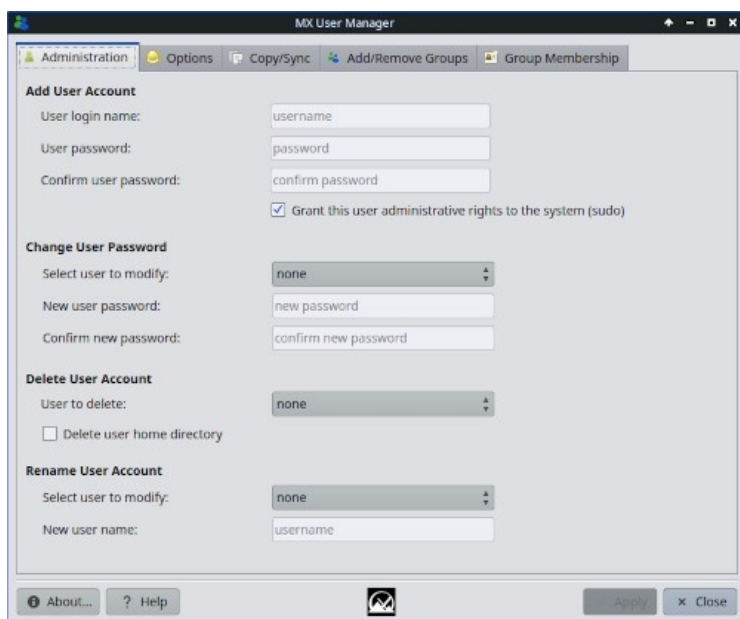 MX User Manager
Administration Options Copy/Sync Add/Remove Groups Group Membership
Add User Account
User login name: username
User password: password
Confirm user password: confirm password
Grant this user administrative rights to the system (sudo)
Change User Password
Select user to modify: none
New user password: new password
Confirm new password: confirm new password
Delete User Account
User to delete: none
Delete user home directory
Rename User Account
Select user to modify: none
New user name: username
About... ? Help Apply Close